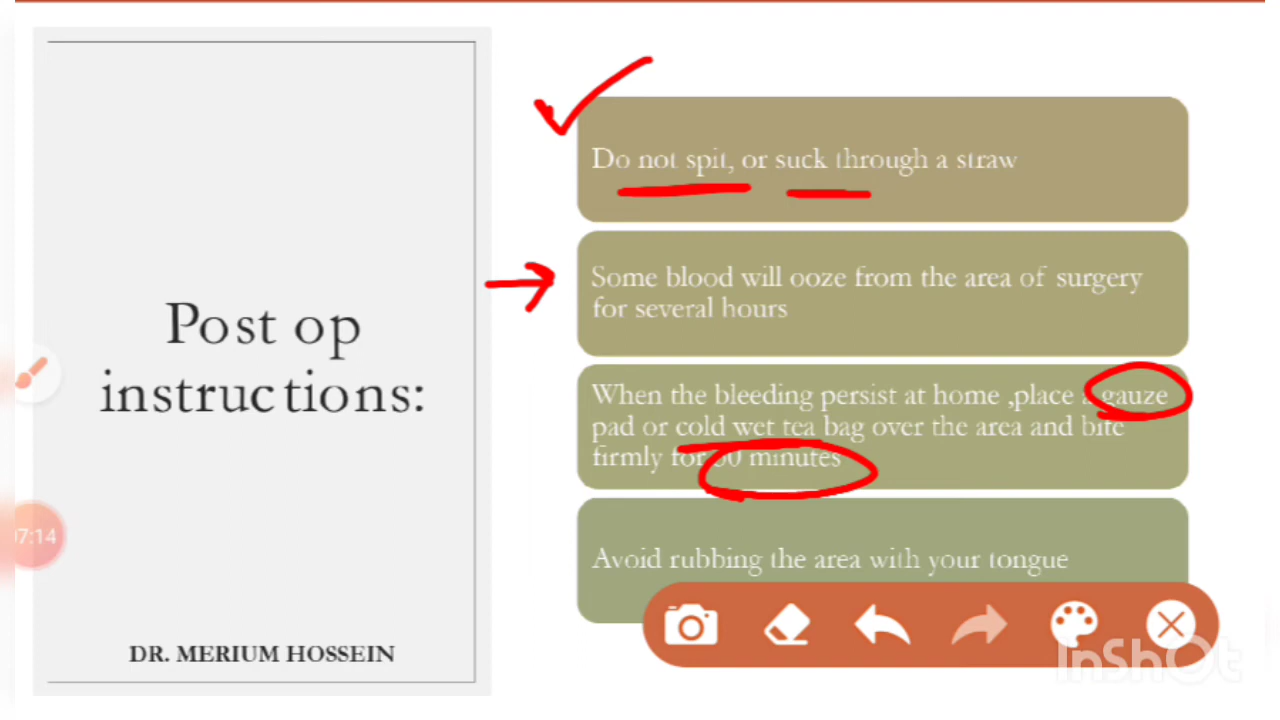 Post op
instructions:
DR. MERIUM HOSSEIN
Do not spit, or suck through a straw
Some blood will ooze from the area of surgery
for several hours
When the bleeding persist at home ,place a gauze
pad or cold wet tea bag over the area and bite
firmly for minutes
Avoid rubbing the area with your tongue
07:14
InShOt